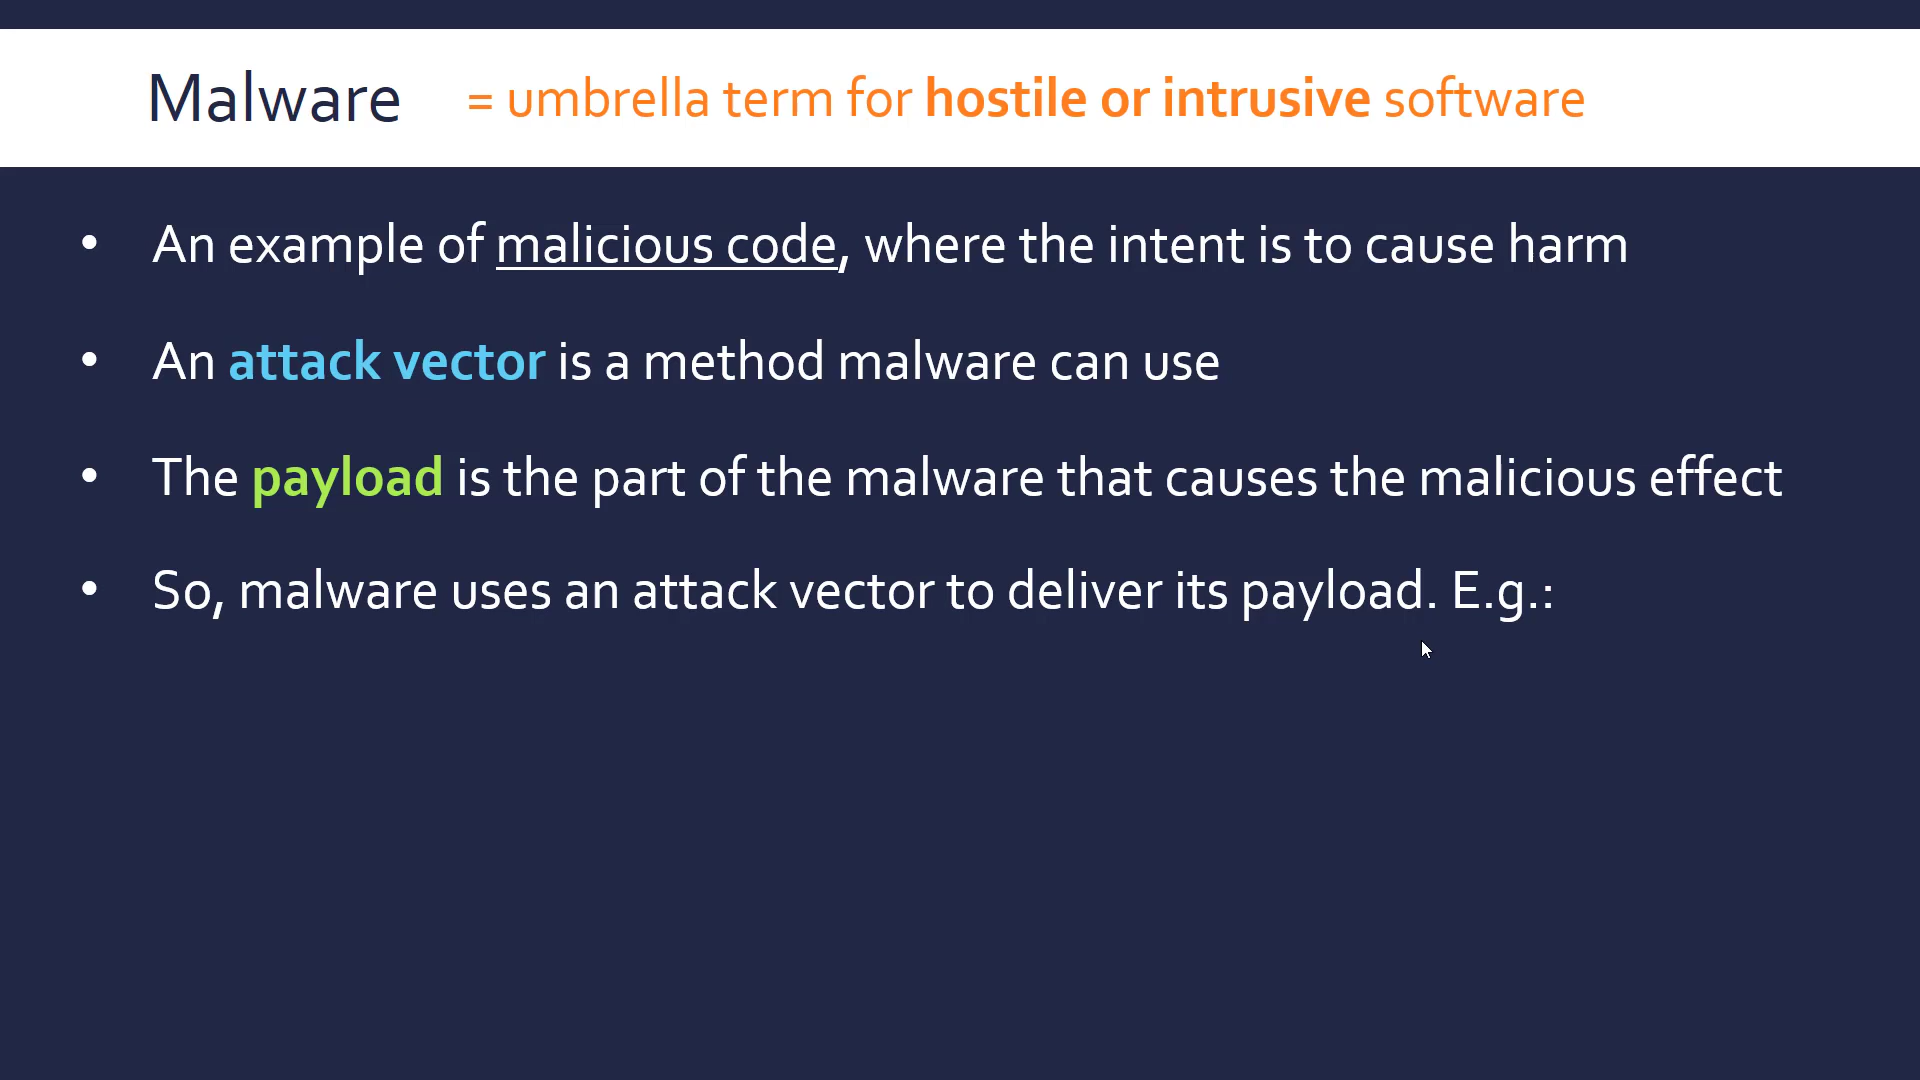 Malware = umbrella term for hostile or intrusive software
• An example of malicious code, where the intent is to cause harm
• An attack vector is a method malware can use
• The payload is the part of the malware that causes the malicious effect
• So, malware uses an attack vector to deliver its payload. E.g.: